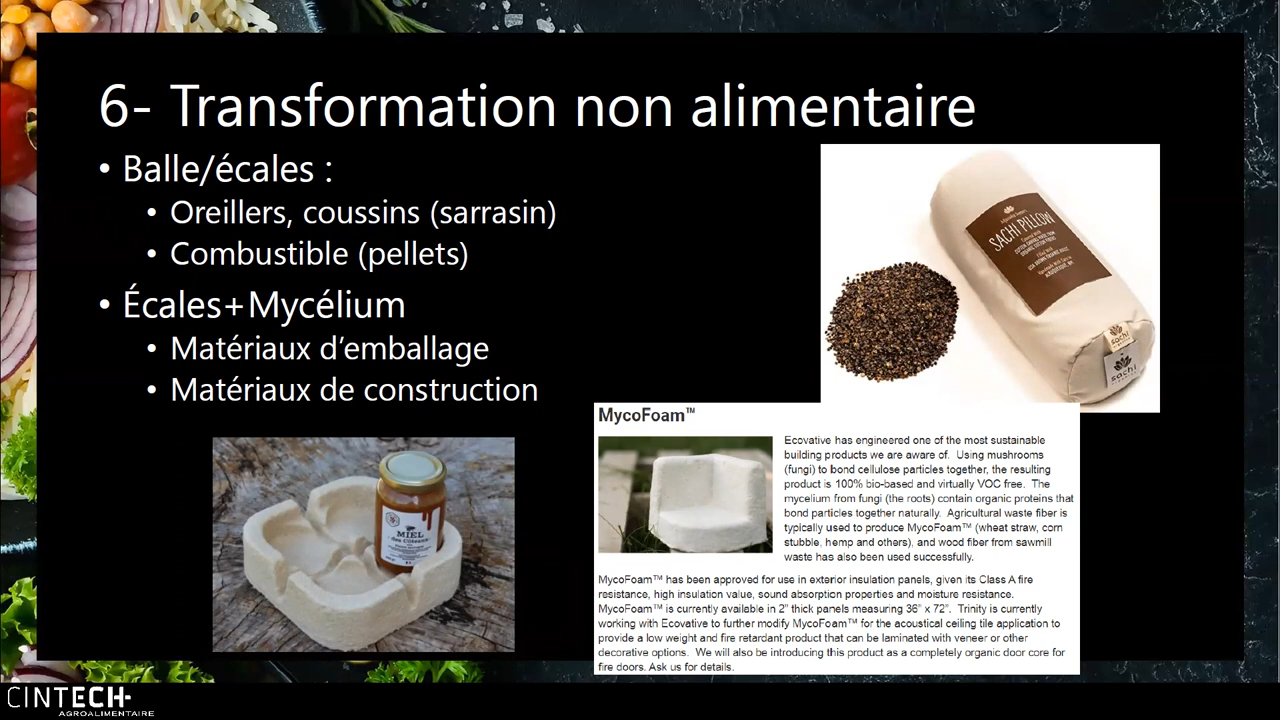 6- Transformation non alimentaire
• Balle/écales :
• Oreillers, coussins (sarrasin)
• Combustible (pellets)
• Écales+Mycélium
• Matériaux d’emballage
• Matériaux de construction
SACHI PILLOW
sachi
sachi
MIEL
des Côteaux
MycoFoam™
Ecovative has engineered one of the most sustainable
building products we are aware of. Using mushrooms
(fungi) to bond cellulose particles together, the resulting
product is 100% bio-based and virtually VOC free. The
mycelium from fungi (the roots) contain organic proteins that
bond particles together naturally. Agricultural waste fiber is
typically used to produce MycoFoam™ (wheat straw, corn
stubble, hemp and others), and wood fiber from sawmill
waste has also been used successfully.
MycoFoam™ has been approved for use in exterior insulation panels, given its Class A fire
resistance, high insulation value, sound absorption properties and moisture resistance.
MycoFoam™ is currently available in 2” thick panels measuring 36” x 72”. Trinity is currently
working with Ecovative to further modify MycoFoam™ for the acoustical ceiling tile application to
provide a low weight and fire retardant product that can be laminated with veneer or other
decorative options. We will also be introducing this product as a completely organic door core for
fire doors. Ask us for details.
CINTECH
AGROALIMENTAIRE